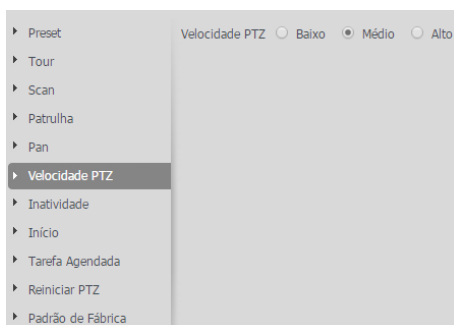 Preset
Velocidade PTZ Baixo Médio Alto
Tour
Scan
Patrulha
Pan
Velocidade PTZ
Inatividade
Início
Tarefa Agendada
Reiniciar PTZ
Padrão de Fábrica